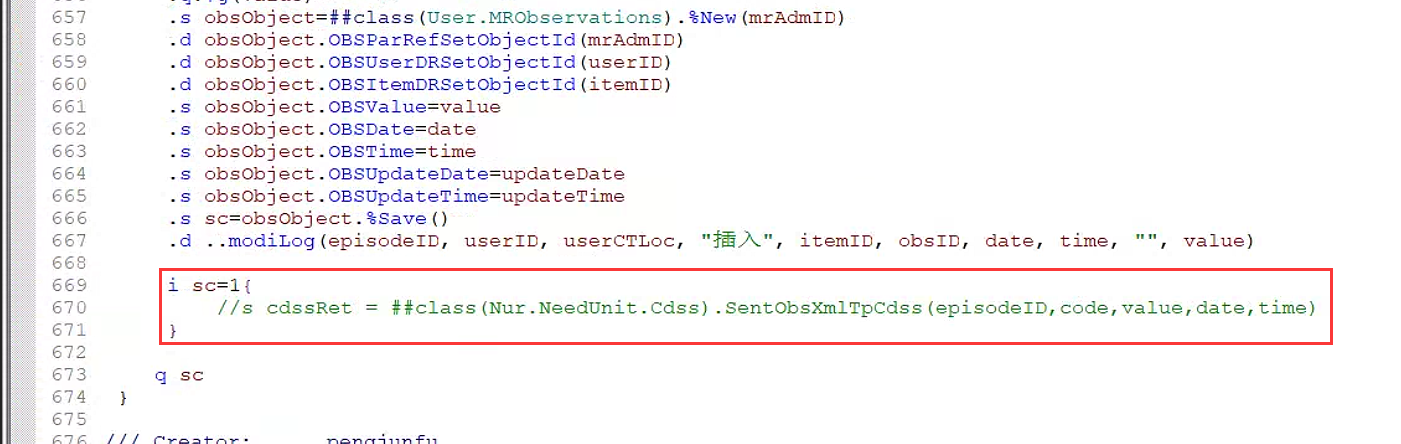 657 .s obsObject=##class(User.MRObservations).%New(mrAdmID)
658 .d obsObject.OBSParRefSetObjectId(mrAdmID)
659 .d obsObject.OBSUserDRSetObjectId(userID)
660 .d obsObject.OBSItemDRSetObjectId(itemID)
661 .s obsObject.OBSValue=value
662 .s obsObject.OBSDate=date
663 .s obsObject.OBSTime=time
664 .s obsObject.OBSUpdateDate=updateDate
665 .s obsObject.OBSUpdateTime=updateTime
666 .s sc=obsObject.%Save()
667 .d ..modiLog(episodeID, userID, userCTLoc, "插入", itemID, obsID, date, time, "", value)
668
669 i sc=1{
670 //s cdssRet = ##class(Nur.NeedUnit.Cdss).SentObsXmlTpCdss(episodeID,code,value,date,time)
671 }
672
673 q sc
674 }
675
676 /// Creator: pengjunfu